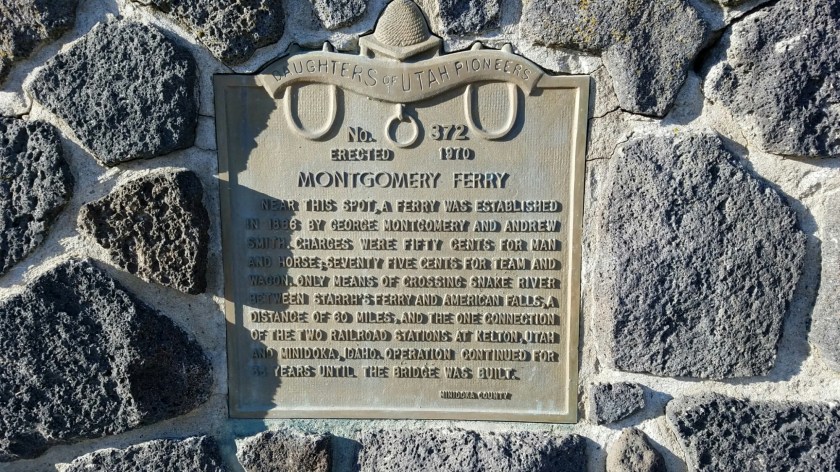 DAUGHTERS OF UTAH PIONEERS
No. 372
ERECTED 1970
MONTGOMERY FERRY
NEAR THIS SPOT, A FERRY WAS ESTABLISHED
IN 1886 BY GEORGE MONTGOMERY AND ANDREW
SMITH. CHARGES WERE FIFTY CENTS FOR MAN
AND HORSE, SEVENTY FIVE CENTS FOR TEAM AND
WAGON. ONLY MEANS OF CROSSING SNAKE RIVER
BETWEEN STARRH'S FERRY AND AMERICAN FALLS, A
DISTANCE OF 80 MILES, AND THE ONE CONNECTION
OF THE TWO RAILROAD STATIONS AT KELTON, UTAH
AND MINIDOKA, IDAHO. OPERATION CONTINUED FOR
YEARS UNTIL THE BRIDGE WAS BUILT.
MINIDOKA COUNTY